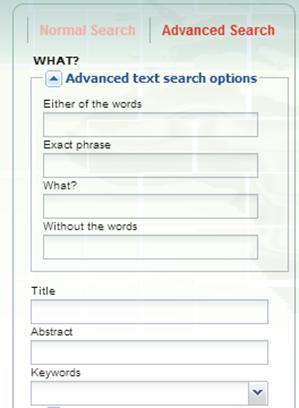 Normal Search Advanced Search
WHAT?
Advanced text search options
Either of the words
Exact phrase
What?
Without the words
Title
Abstract
Keywords